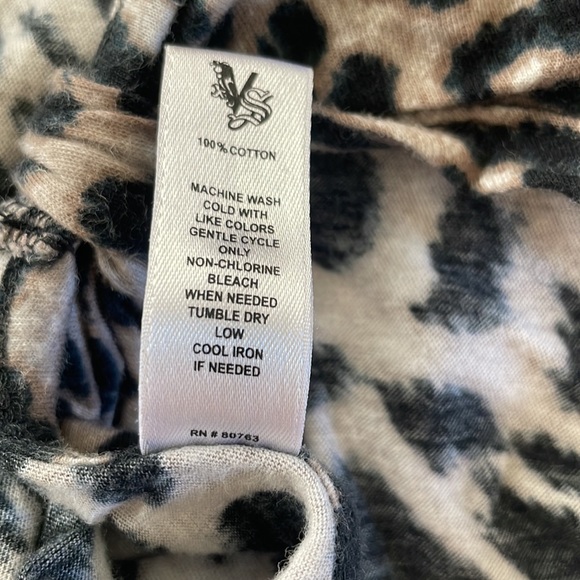 VS
100% COTTON
MACHINE WASH
COLD WITH
LIKE COLORS
GENTLE CYCLE
ONLY
NON-CHLORINE
BLEACH
WHEN NEEDED
TUMBLE DRY
LOW
COOL IRON
IF NEEDED
RN # 80763